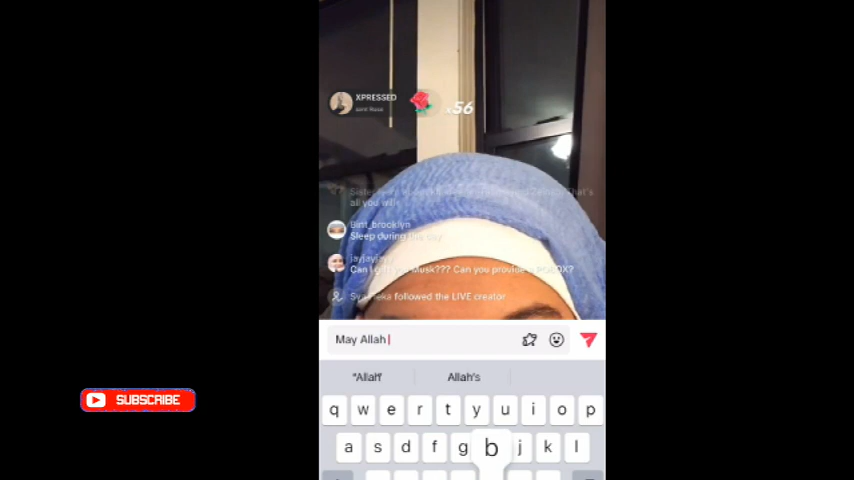 XPRESSED
sent Rose
x56
all you will
Bint_brooklyn
Sleep during the day
jayjay
Can I Musk??? Can you provide a POBOX?
followed the LIVE creator
May Allah
"Allah" Allah's
q w e r t y u i o p
a s d f g b j k l
SUBSCRIBE